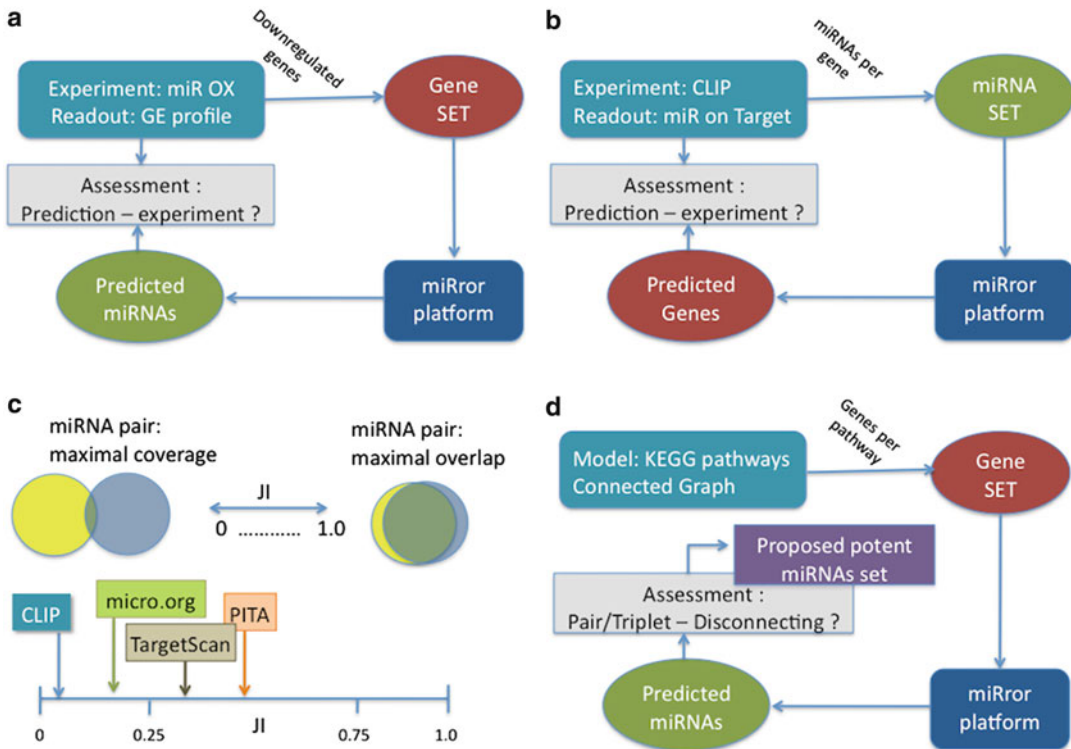 a
Experiment: miR OX
Readout: GE profile
Downregulated
genes
Gene
SET
Assessment :
Prediction – experiment ?
Predicted
miRNAs
miRror
platform
b
Experiment: CLIP
Readout: miR on Target
miRNAs per
gene
miRNA
SET
Assessment :
Prediction – experiment ?
Predicted
Genes
miRror
platform
c
miRNA pair:
maximal coverage
miRNA pair:
maximal overlap
JI
0 ............ 1.0
CLIP
micro.org
TargetScan
PITA
0 0.25 JI 0.75 1.0
d
Model: KEGG pathways
Connected Graph
Genes per
pathway
Gene
SET
Proposed potent
miRNAs set
Assessment :
Pair/Triplet – Disconnecting ?
Predicted
miRNAs
miRror
platform